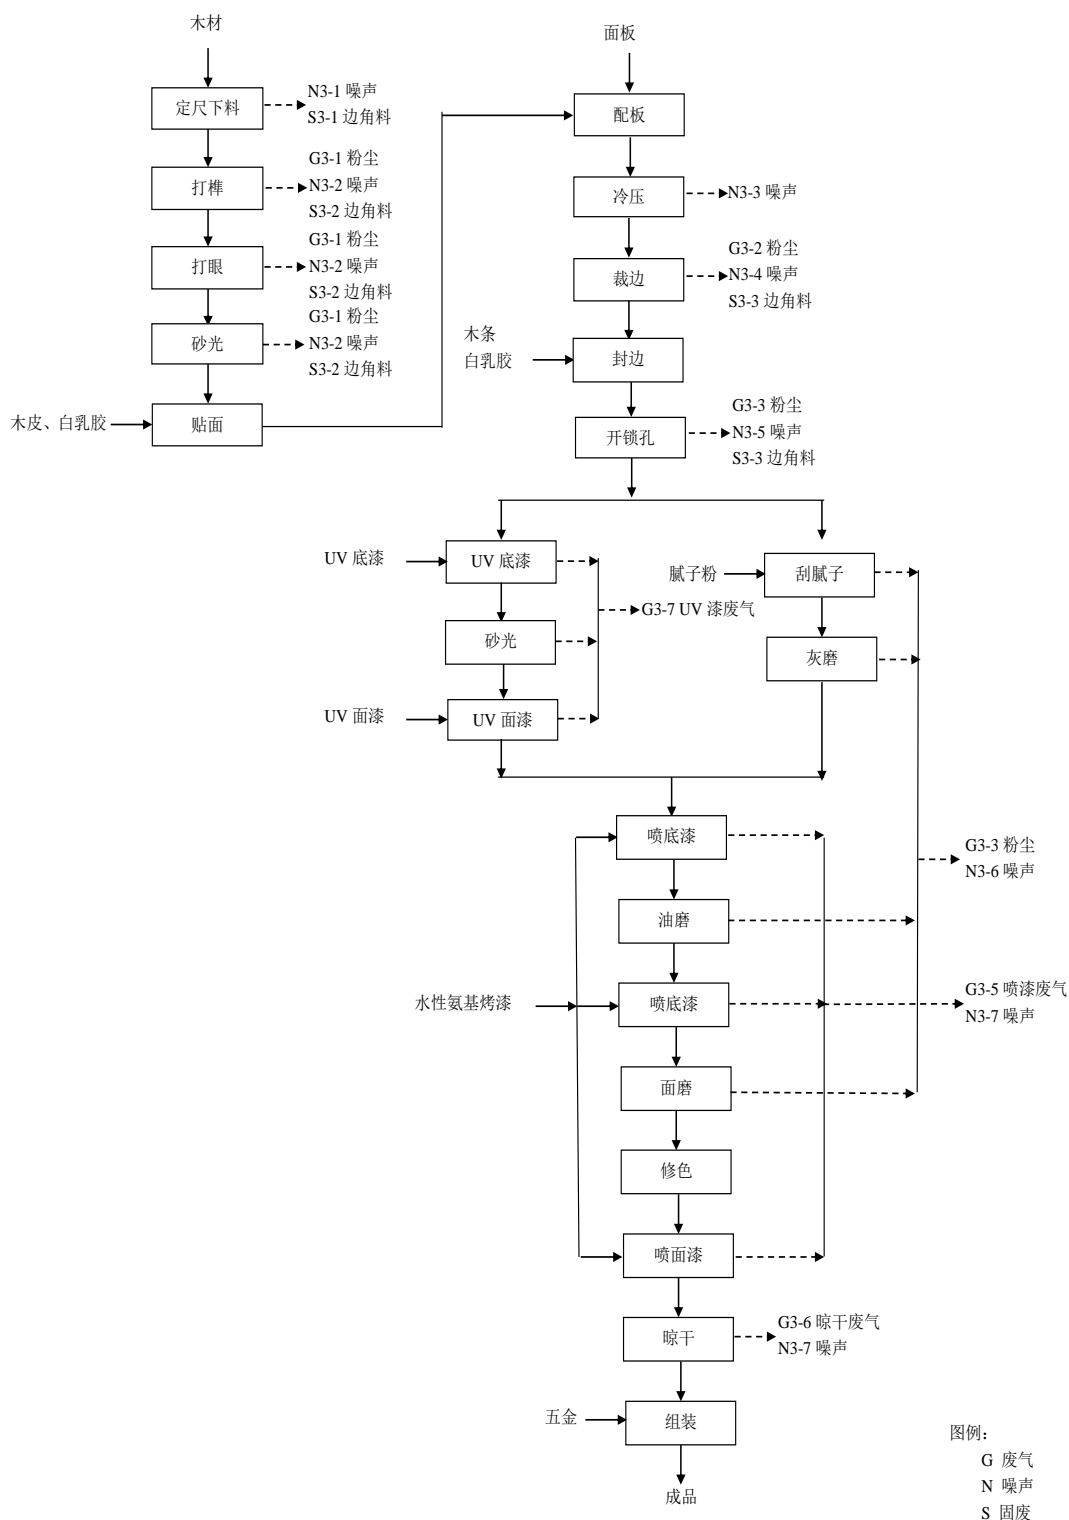 木材
定尺下料
N3-1 噪声
S3-1 边角料
打榫
G3-1 粉尘
N3-2 噪声
S3-2 边角料
打眼
G3-1 粉尘
N3-2 噪声
S3-2 边角料
砂光
G3-1 粉尘
N3-2 噪声
S3-2 边角料
木皮、白乳胶
贴面
面板
配板
冷压
N3-3 噪声
裁边
G3-2 粉尘
N3-4 噪声
S3-3 边角料
木条
白乳胶
封边
开锁孔
G3-3 粉尘
N3-5 噪声
S3-3 边角料
UV 底漆
UV 底漆
砂光
G3-7 UV 漆废气
UV 面漆
UV 面漆
腻子粉
刮腻子
灰磨
喷底漆
G3-3 粉尘
N3-6 噪声
油磨
水性氨基烤漆
喷底漆
G3-5 喷漆废气
N3-7 噪声
面磨
修色
喷面漆
晾干
G3-6 晾干废气
N3-7 噪声
五金
组装
成品
图例：
G 废气
N 噪声
S 固废